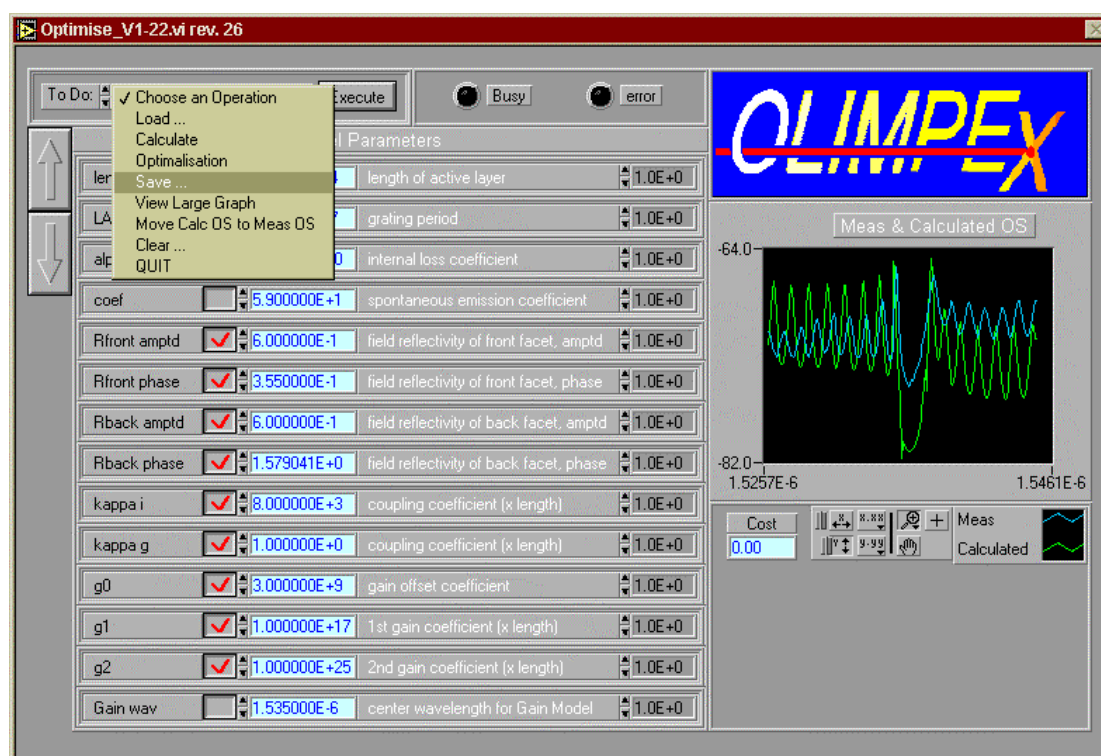 Optimise_V1-22.vi rev. 26
To Do:
✓ Choose an Operation
Load ...
Calculate
Optimalisation
Save ...
View Large Graph
Move Calc OS to Meas OS
Clear ...
QUIT
Execute
Busy
error
OLIMPEx
Parameters
length of active layer 1.0E+0
LA grating period 1.0E+0
internal loss coefficient 1.0E+0
coef 5.900000E+1 spontaneous emission coefficient 1.0E+0
Rfront amptd 6.000000E-1 field reflectivity of front facet, amptd 1.0E+0
Rfront phase 3.550000E-1 field reflectivity of front facet, phase 1.0E+0
Rback amptd 6.000000E-1 field reflectivity of back facet, amptd 1.0E+0
Rback phase 1.579041E+0 field reflectivity of back facet, phase 1.0E+0
kappa i 8.000000E+3 coupling coefficient (x length) 1.0E+0
kappa g 1.000000E+0 coupling coefficient (x length) 1.0E+0
g0 3.000000E+9 gain offset coefficient 1.0E+0
g1 1.000000E+17 1st gain coefficient (x length) 1.0E+0
g2 1.000000E+25 2nd gain coefficient (x length) 1.0E+0
Gain wav 1.535000E-6 center wavelength for Gain Model 1.0E+0
Meas & Calculated OS
-64.0
-82.0
1.5257E-6 1.5461E-6
Cost
0.00
x x.xx
Y y.yy
Meas
Calculated